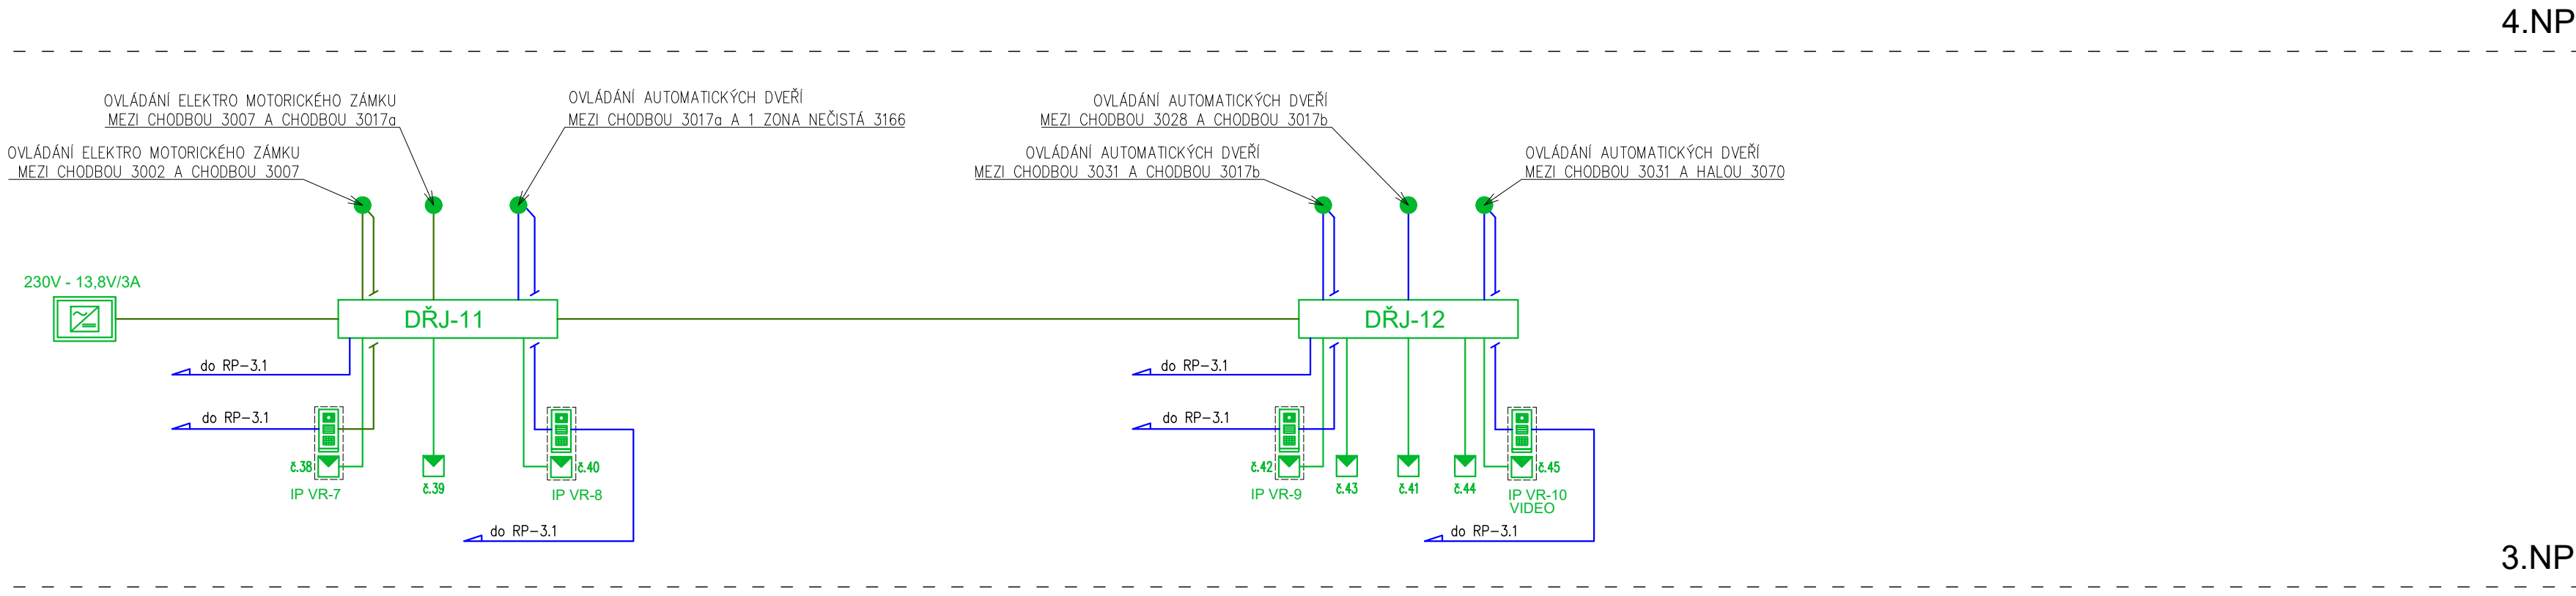 4.NP
OVLÁDÁNÍ ELEKTRO MOTORICKÉHO ZÁMKU
MEZI CHODBOU 3007 A CHODBOU 3017a
OVLÁDÁNÍ AUTOMATICKÝCH DVEŘÍ
MEZI CHODBOU 3017a A 1 ZONA NEČISTÁ 3166
OVLÁDÁNÍ AUTOMATICKÝCH DVEŘÍ
MEZI CHODBOU 3028 A CHODBOU 3017b
OVLÁDÁNÍ ELEKTRO MOTORICKÉHO ZÁMKU
MEZI CHODBOU 3002 A CHODBOU 3007
OVLÁDÁNÍ AUTOMATICKÝCH DVEŘÍ
MEZI CHODBOU 3031 A CHODBOU 3017b
OVLÁDÁNÍ AUTOMATICKÝCH DVEŘÍ
MEZI CHODBOU 3031 A HALOU 3070
230V - 13,8V/3A
DŘJ-11
DŘJ-12
do RP-3.1
do RP-3.1
do RP-3.1
do RP-3.1
č.38
č.40
č.42
č.45
č.39
č.43
č.41
č.44
IP VR-7
IP VR-8
IP VR-9
IP VR-10
VIDEO
do RP-3.1
do RP-3.1
3.NP